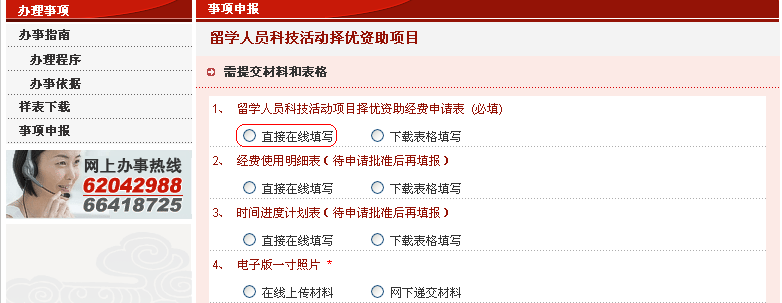 办理事项
办事指南
办理程序
办事依据
样表下载
事项申报
网上办事热线
62042988
66418725
事项申报
留学人员科技活动择优资助项目
需提交材料和表格
1、 留学人员科技活动项目择优资助经费申请表 (必填)
直接在线填写 下载表格填写
2、 经费使用明细表（待申请批准后再填报）
直接在线填写 下载表格填写
3、 时间进度计划表（待申请批准后再填报）
直接在线填写 下载表格填写
4、 电子版一寸照片 *
在线上传材料 网下递交材料